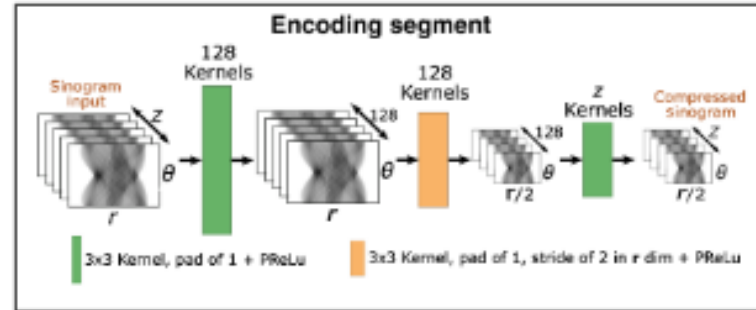 Encoding segment
128
Kernels
128
Kernels
z
Kernels
Sinogram
input
Compressed
sinogram
z
128
128
z
θ
θ
θ
θ
r
r
r/2
r/2
3x3 Kernel, pad of 1 + PReLu
3x3 Kernel, pad of 1, stride of 2 in r dim + PReLu